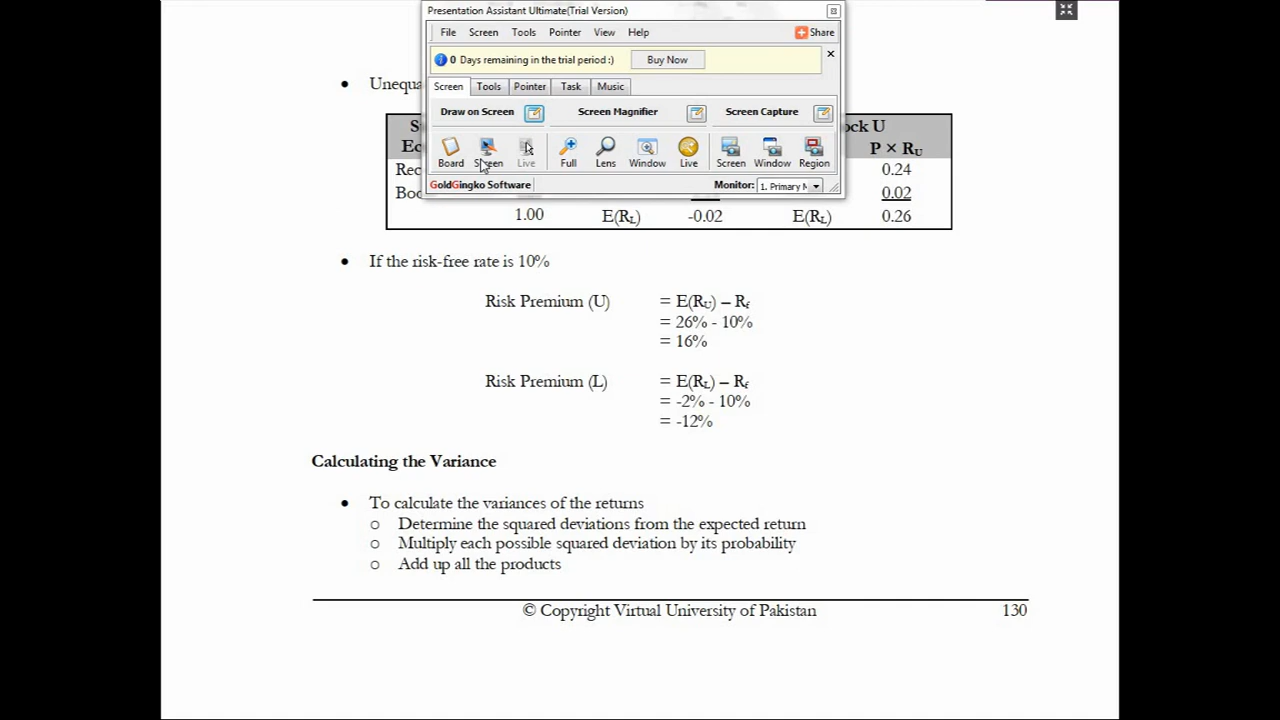 Presentation Assistant Ultimate(Trial Version)
File Screen Tools Pointer View Help Share
0 Days remaining in the trial period :) Buy Now
Screen Tools Pointer Task Music
Draw on Screen Screen Magnifier Screen Capture
Board Screen Live Full Lens Window Live Screen Window Region
GoldGingko Software Monitor: 1. Primary
U
P × RU
0.24
0.02
1.00 E(RL) -0.02 E(RL) 0.26
• If the risk-free rate is 10%
Risk Premium (U) = E(RU) – Rf
= 26% - 10%
= 16%
Risk Premium (L) = E(RL) – Rf
= -2% - 10%
= -12%
Calculating the Variance
• To calculate the variances of the returns
o Determine the squared deviations from the expected return
o Multiply each possible squared deviation by its probability
o Add up all the products
© Copyright Virtual University of Pakistan 130